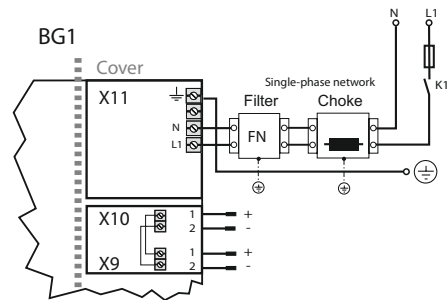 N L1
BG1
Cover
K1
X11
Single-phase network
Filter Choke
N
FN
L1
X10
1 +
2 -
X9
1 +
2 -